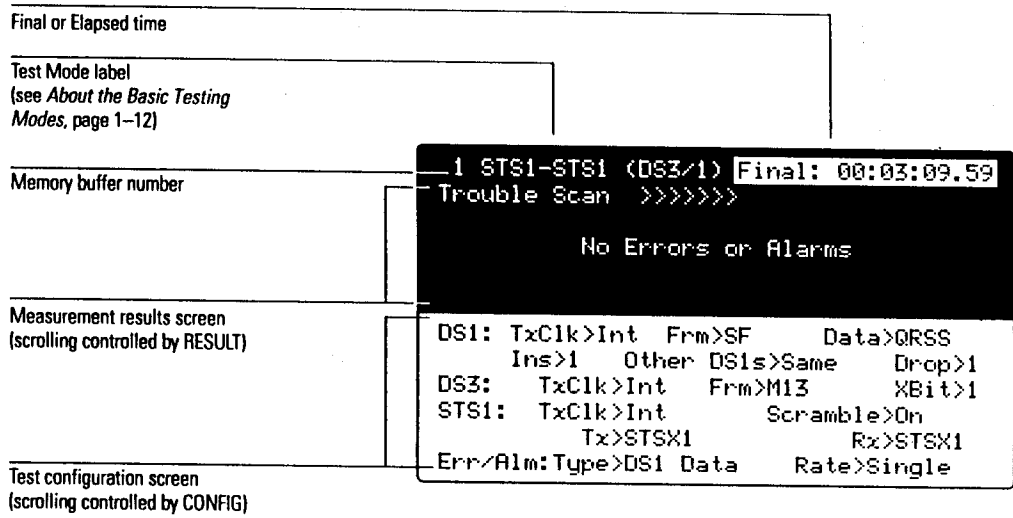 Final or Elapsed time
Test Mode label
(see About the Basic Testing
Modes, page 1–12)
Memory buffer number
Measurement results screen
(scrolling controlled by RESULT)
Test configuration screen
(scrolling controlled by CONFIG)
1 STS1-STS1 (DS3/1) Final: 00:03:09.59
Trouble Scan >>>>>>>
No Errors or Alarms
DS1: TxClk>Int Frm>SF Data>QRSS
Ins>1 Other DS1s>Same Drop>1
DS3: TxClk>Int Frm>M13 XBit>1
STS1: TxClk>Int Scramble>On
Tx>STSX1 Rx>STSX1
Err/Alm:Type>DS1 Data Rate>Single